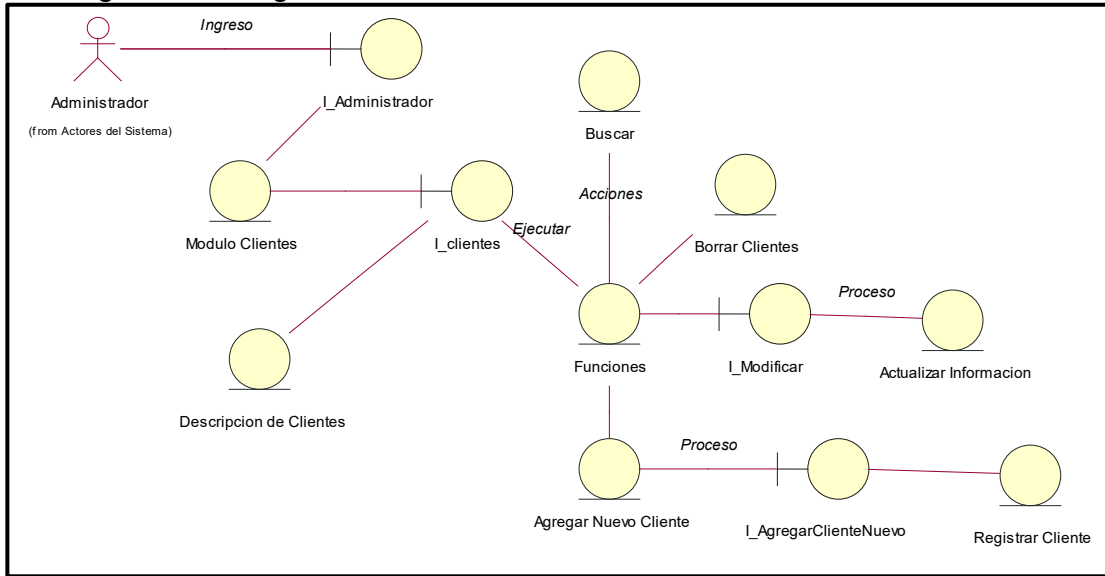 Ingreso
Administrador
(from Actores del Sistema)
I_Administrador
Buscar
Acciones
Modulo Clientes
I_clientes
Ejecutar
Borrar Clientes
Proceso
Funciones
I_Modificar
Actualizar Informacion
Descripcion de Clientes
Proceso
Agregar Nuevo Cliente
I_AgregarClienteNuevo
Registrar Cliente